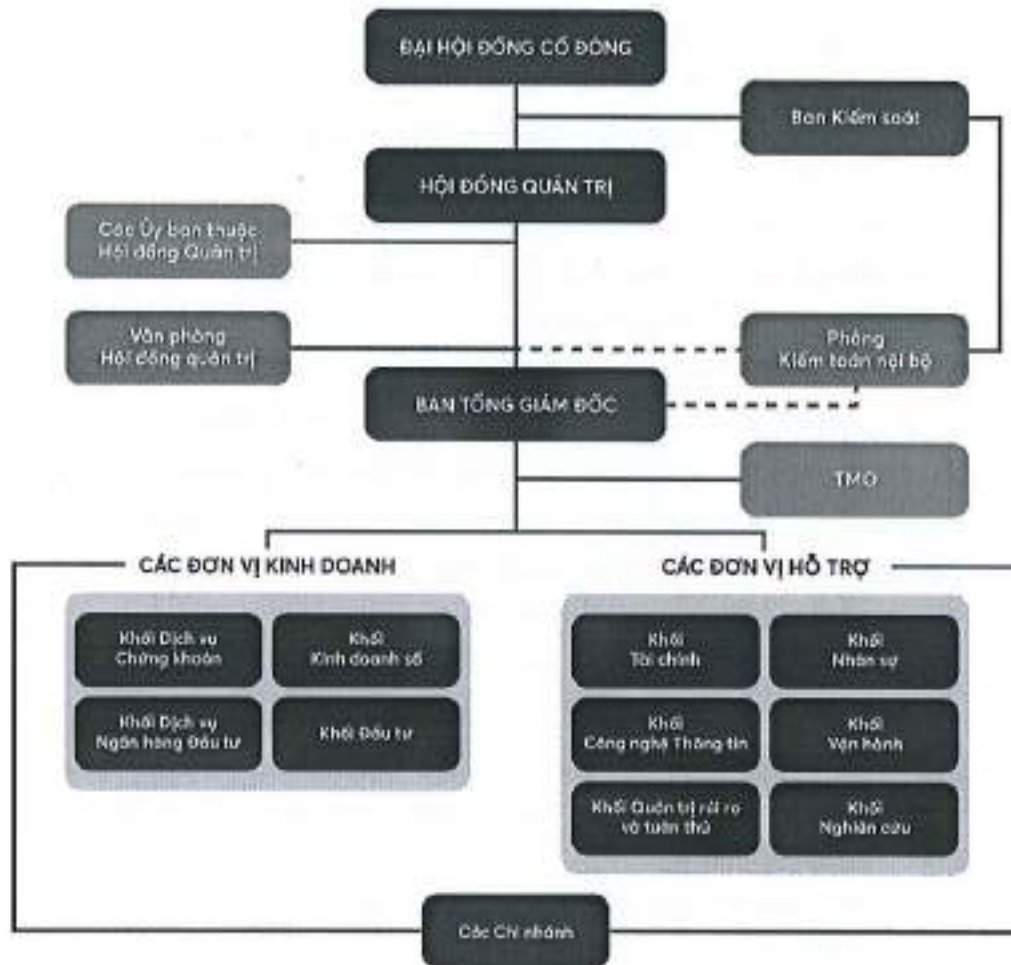 ĐẠI HỘI ĐỒNG CỔ ĐÔNG
Ban Kiểm soát
HỘI ĐỒNG QUẢN TRỊ
Các Ủy ban thuộc
Hội đồng Quản trị
Văn phòng
Hội đồng quản trị
Phòng
Kiểm toán nội bộ
BAN TỔNG GIÁM ĐỐC
TMO
CÁC ĐƠN VỊ KINH DOANH
Khối Dịch vụ
Chứng khoán
Khối
Kinh doanh số
Khối Dịch vụ
Ngân hàng Đầu tư
Khối Đầu tư
CÁC ĐƠN VỊ HỖ TRỢ
Khối
Tài chính
Khối
Nhân sự
Khối
Công nghệ Thông tin
Khối
Vận hành
Khối Quản trị rủi ro
và tuân thủ
Khối
Nghiên cứu
Các Chi nhánh